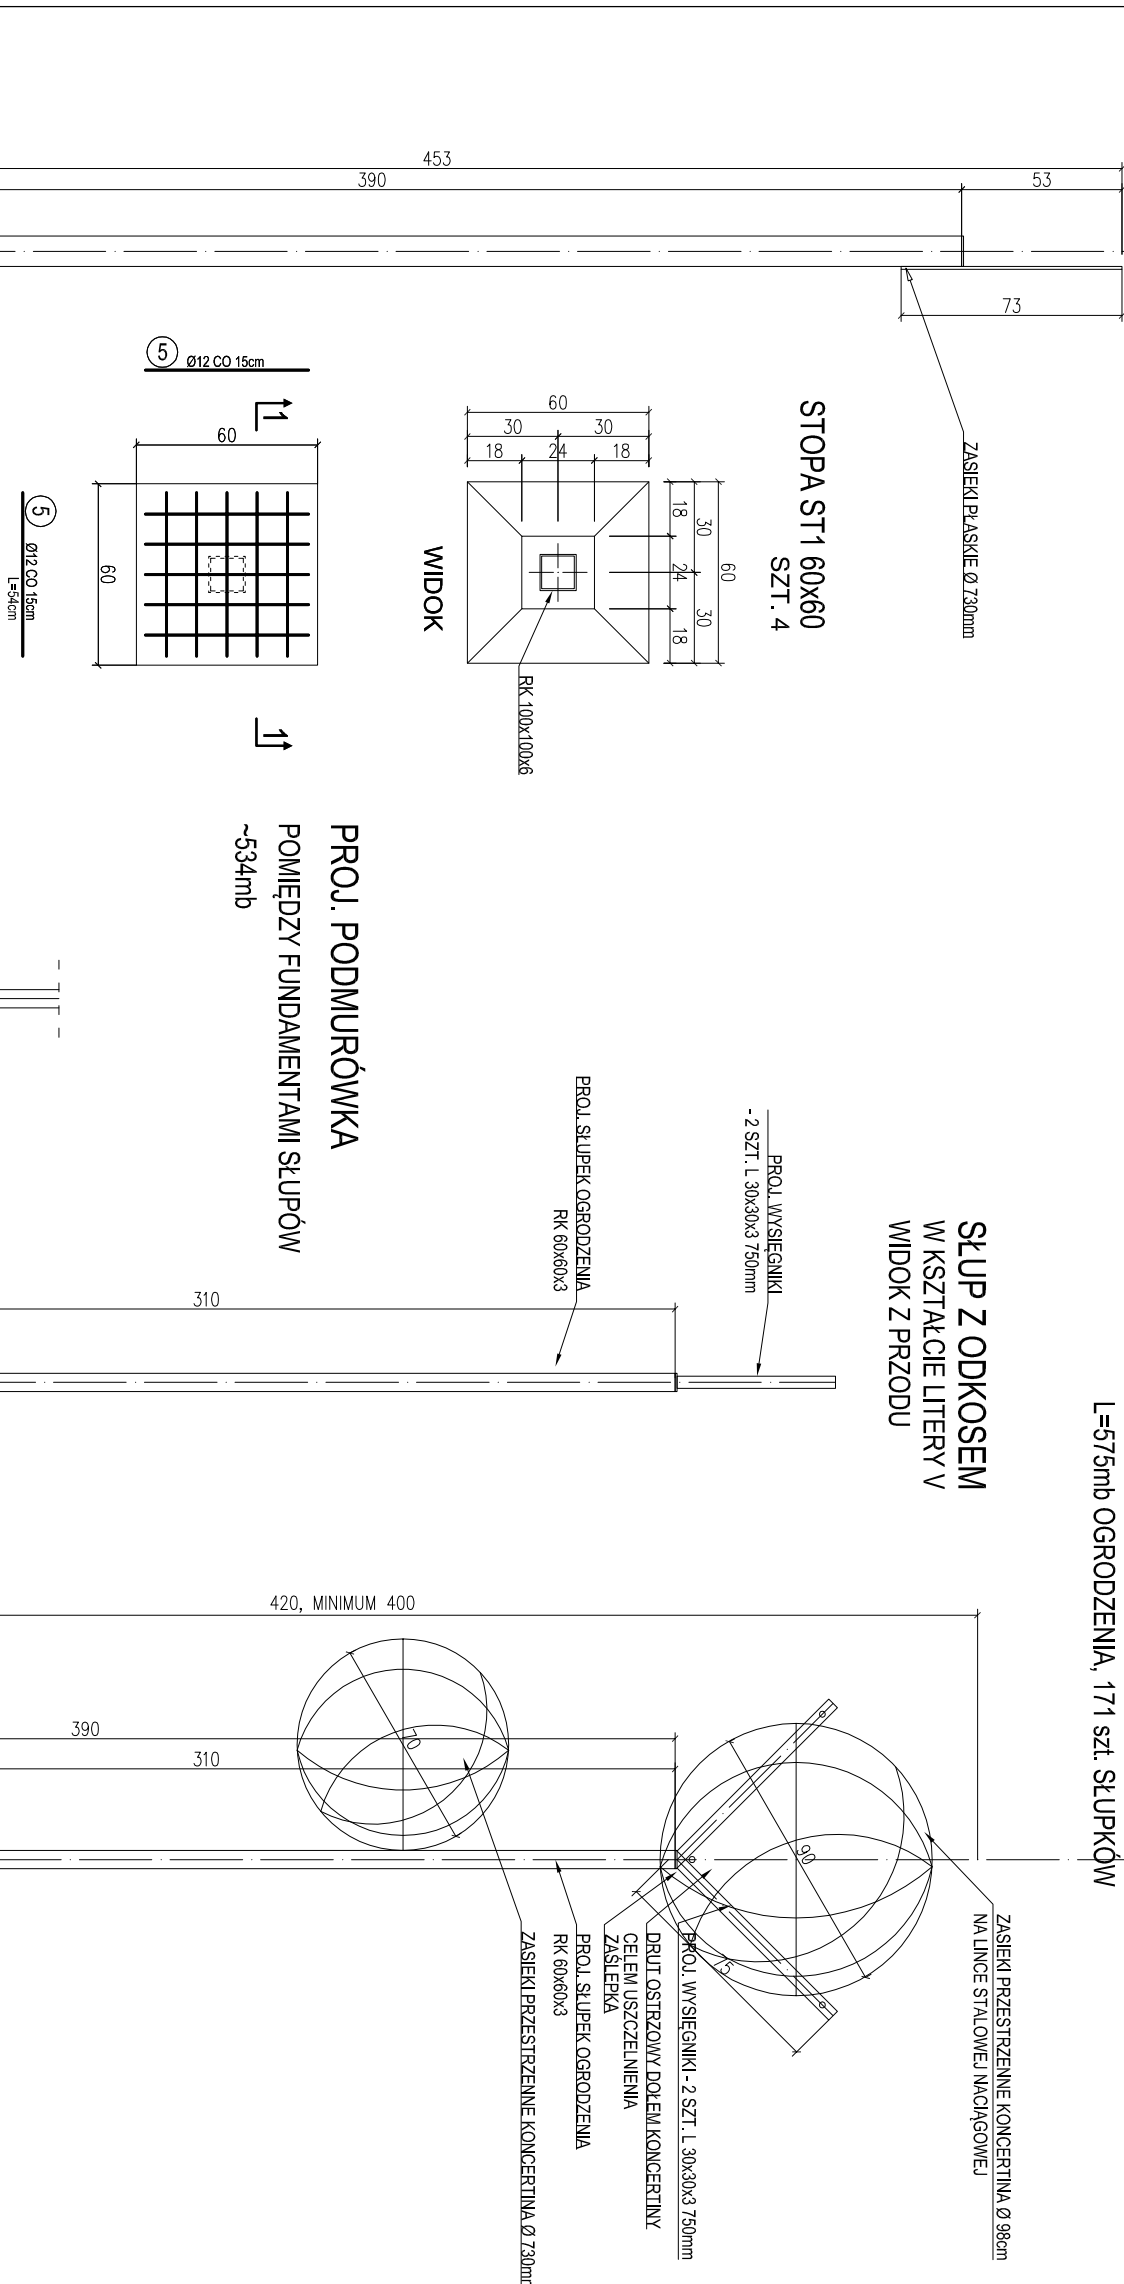 L=575mb OGRODZENIA, 171 szt. SŁUPKÓW
453
390
53
73
ZASIEKI PŁASKIE Ø 730mm
STOPA ST1 60x60
SZT. 4
60
30
30
18
24
18
60
30
30
18
24
18
RK 100x100x6
WIDOK
5
Ø12 CO 15cm
1
1
60
60
5
Ø12 CO 15cm
L=54cm
PROJ. PODMURÓWKA
POMIĘDZY FUNDAMENTAMI SŁUPÓW
~534mb
SŁUP Z ODKOSEM
W KSZTAŁCIE LITERY V
WIDOK Z PRZODU
PROJ. WYSIĘGNIKI
- 2 SZT. L 30x30x3 750mm
PROJ. SŁUPEK OGRODZENIA
RK 60x60x3
310
420, MINIMUM 400
390
310
70
90
75
ZASIEKI PRZESTRZENNE KONCERTINA Ø 98cm
NA LINCE STALOWEJ NACIĄGOWEJ
PROJ. WYSIĘGNIKI - 2 SZT. L 30x30x3 750mm
DRUT OSTRZOWY DOŁEM KONCERTINY
CELEM USZCZELNIENIA
ZAŚLEPKA
PROJ. SŁUPEK OGRODZENIA
RK 60x60x3
ZASIEKI PRZESTRZENNE KONCERTINA Ø 730mm